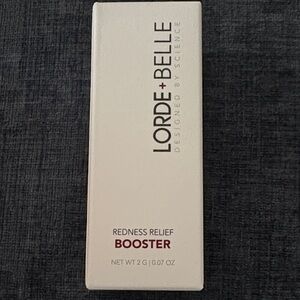 LORDE+BELLE
DESIGNED BY SCIENCE
REDNESS RELIEF
BOOSTER
NET WT 2 G | 0.07 OZ